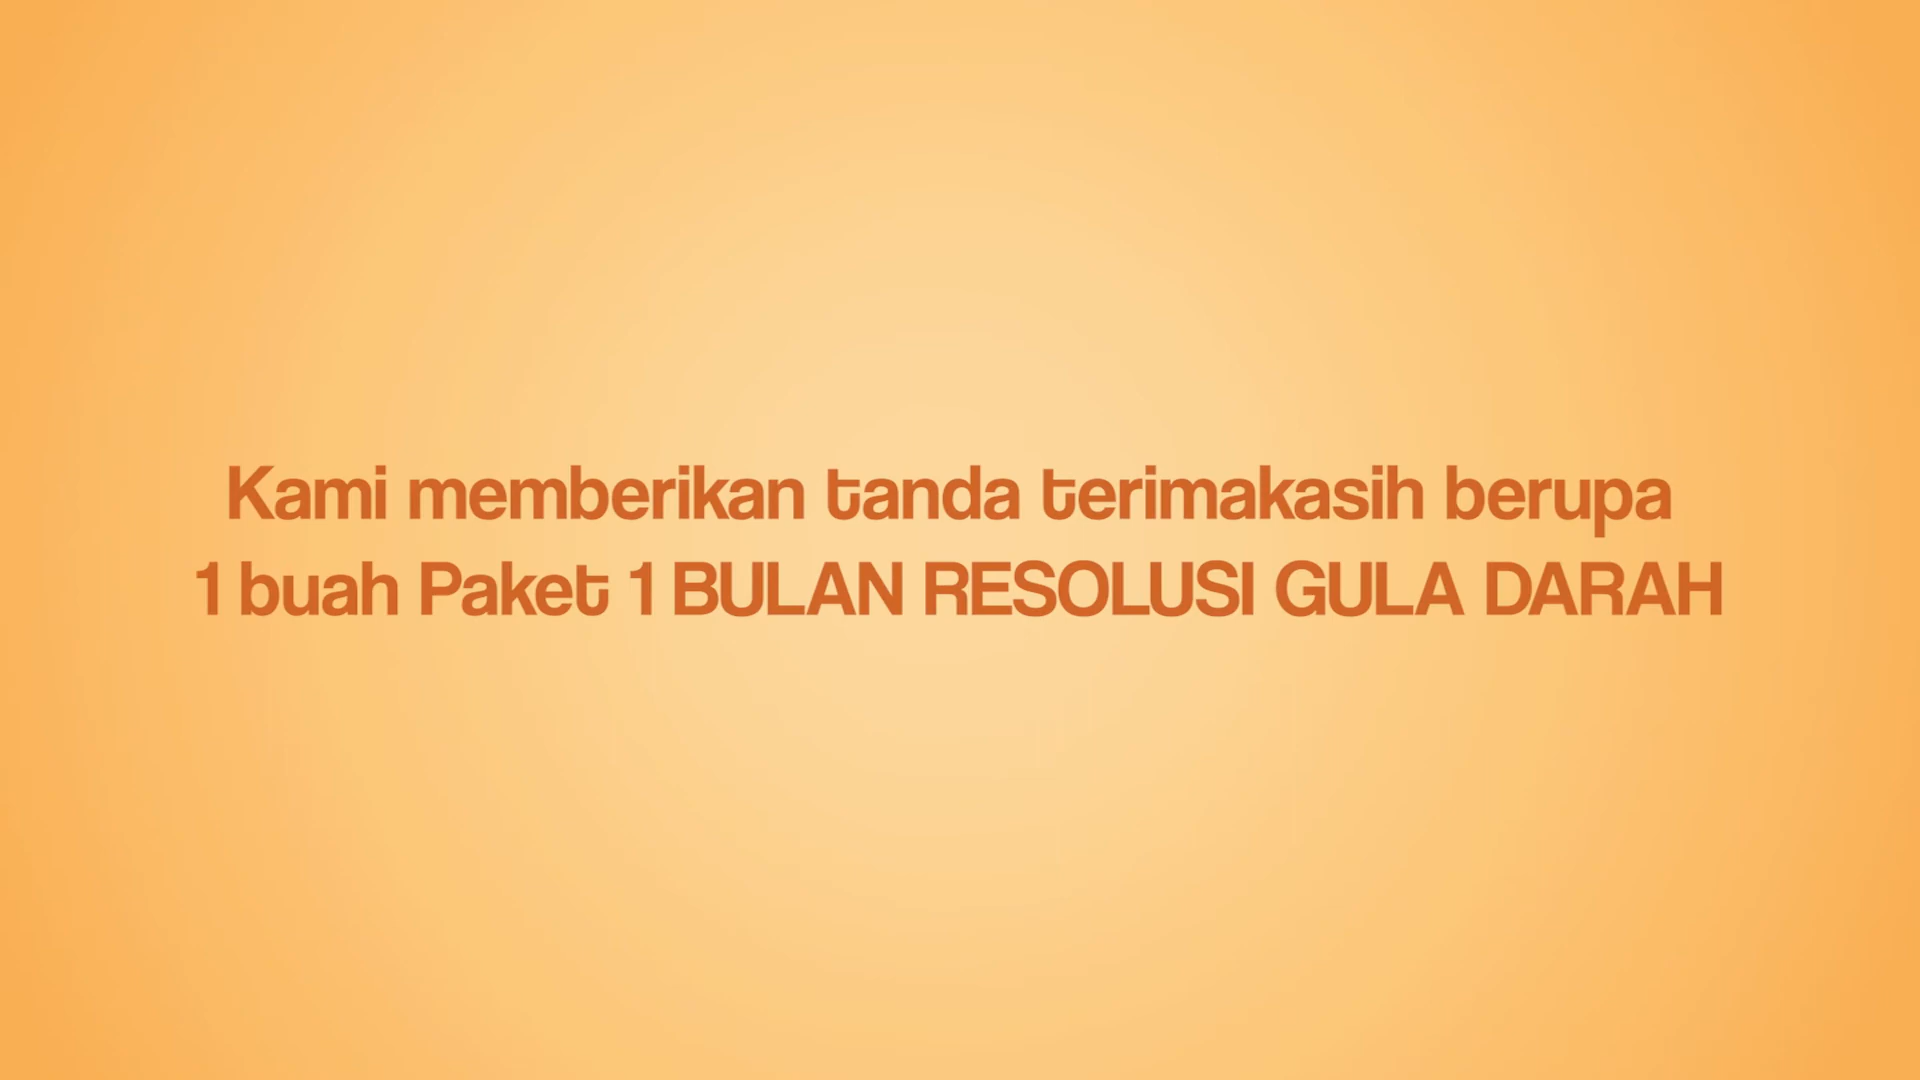 Kami memberikan tanda terimakasih berupa
1 buah Paket 1 BULAN RESOLUSI GULA DARAH